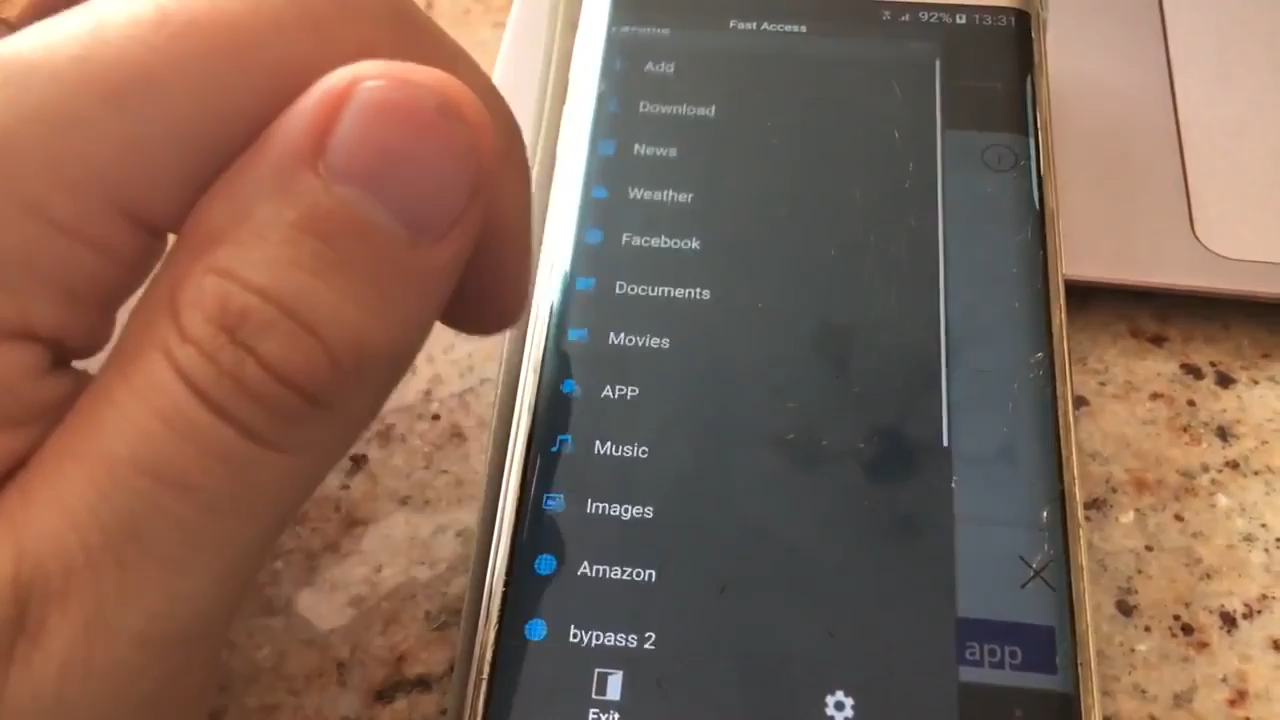 92% 13:31
Fast Access
Add
Download
News
Weather
Facebook
Documents
Movies
APP
Music
Images
Amazon
bypass 2
app
Exit